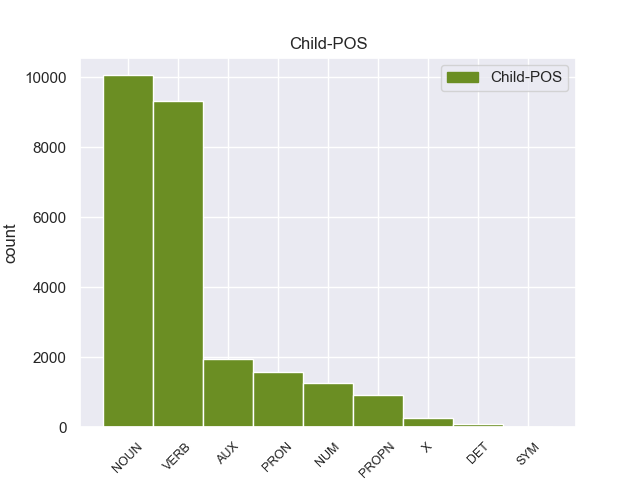 Child-POS
Child-POS
count
10000
8000
6000
4000
2000
0
NOUN VERB AUX PRON NUM PROPN X DET SYM